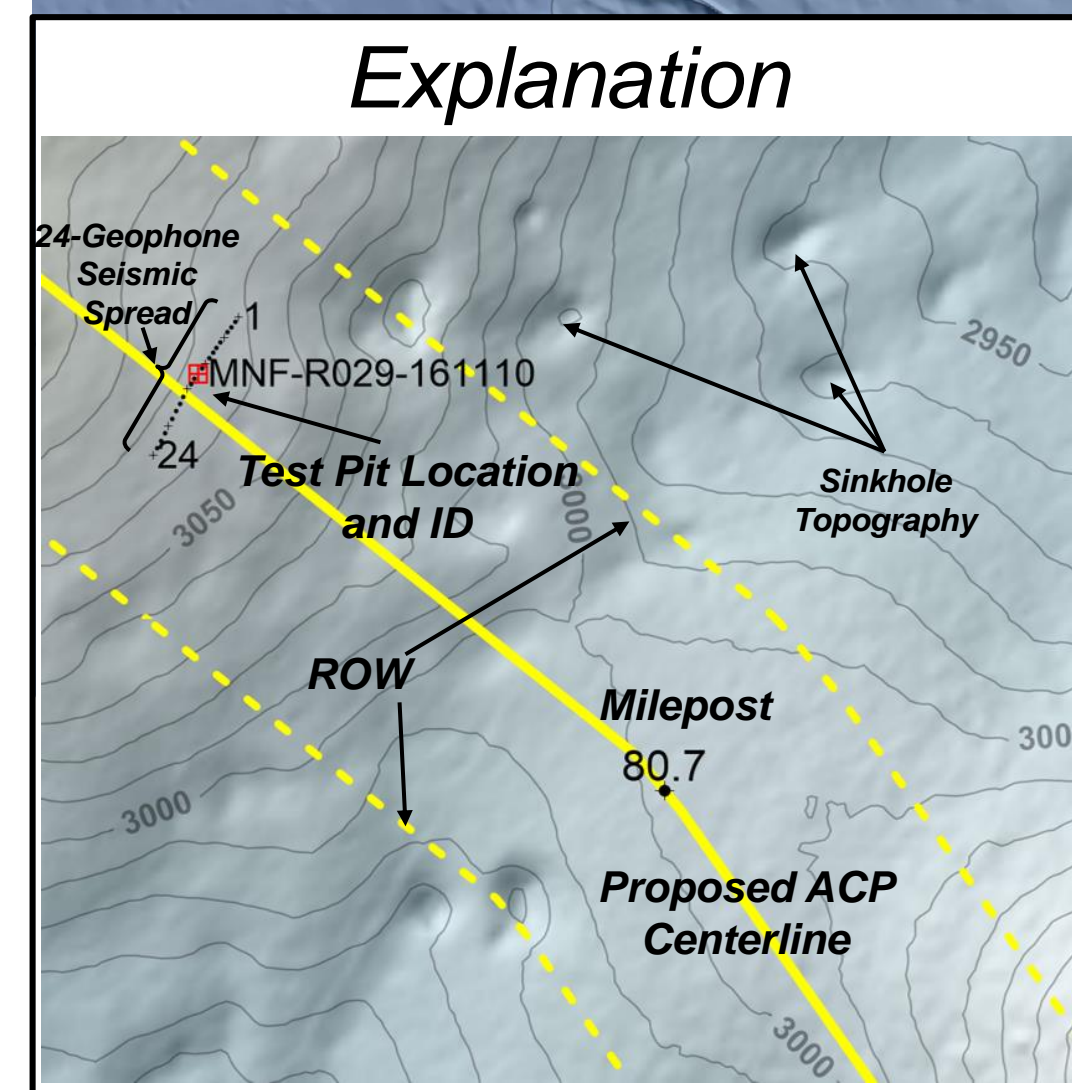 Explanation
24-Geophone
Seismic
Spread
1
MNF-R029-161110
24
2950
Test Pit Location
and ID
Sinkhole
Topography
3050
3000
ROW
Milepost
80.7
300
3000
Proposed ACP
Centerline
3000